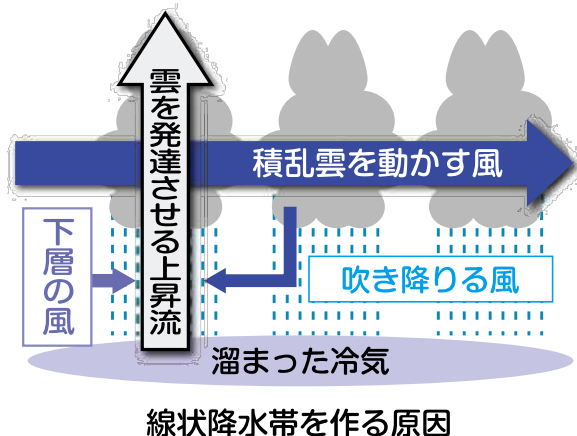 雲を発達させる上昇流
積乱雲を動かす風
下層の風
吹き降りる風
溜まった冷気
線状降水帯を作る原因